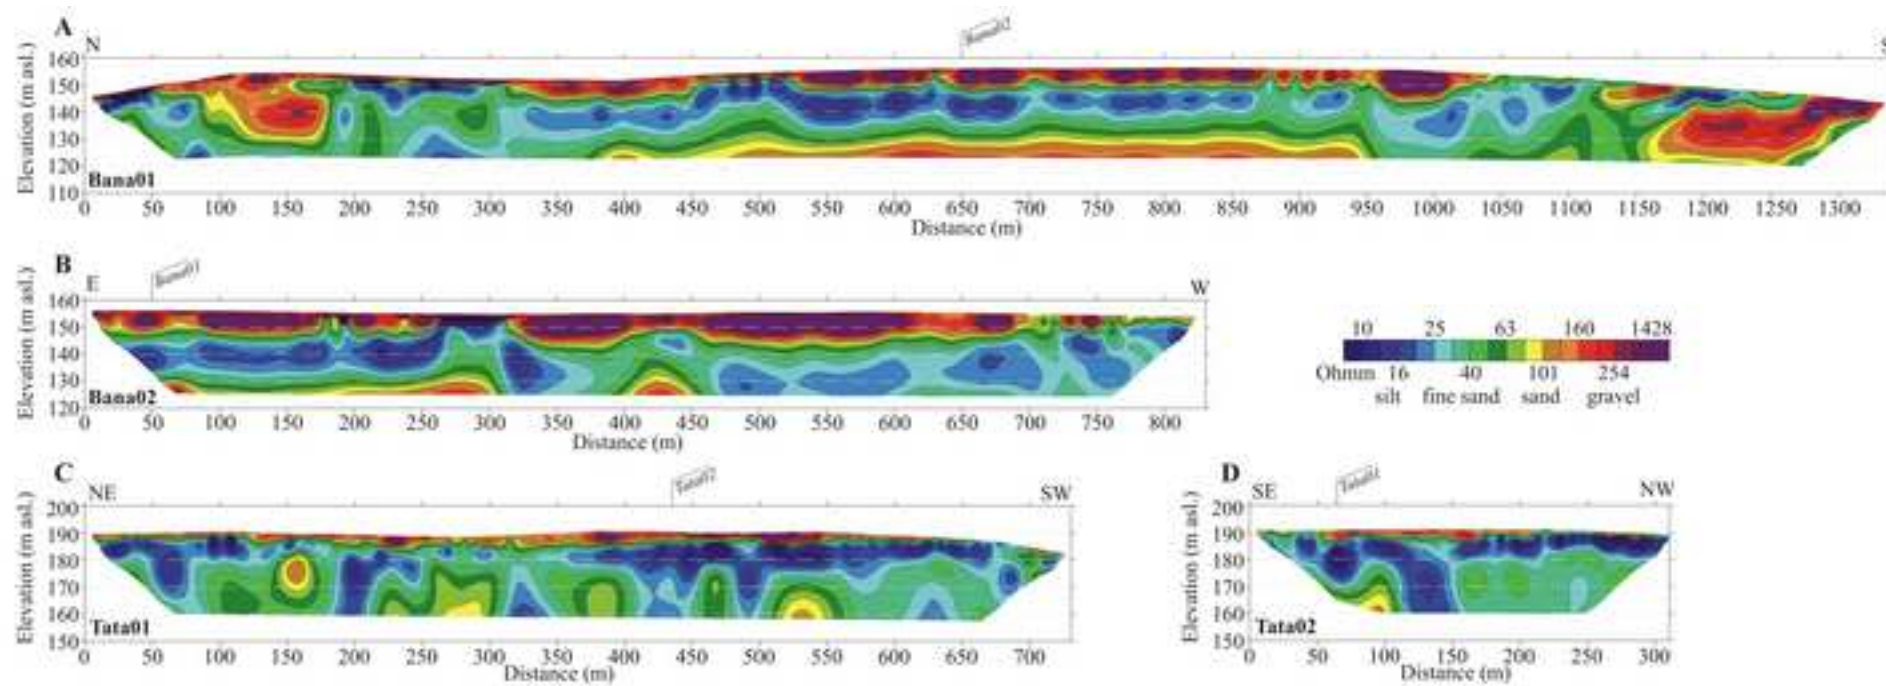 A
N
Bana02
S
Elevation (m asl.)
160
150
140
130
120
110
Bana01
0 50 100 150 200 250 300 350 400 450 500 550 600 650 700 750 800 850 900 950 1000 1050 1100 1150 1200 1250 1300
Distance (m)
B
E
Bana01
W
Elevation (m asl.)
160
150
140
130
120
Bana02
0 50 100 150 200 250 300 350 400 450 500 550 600 650 700 750 800
Distance (m)
10 25 63 160 1428
Ohmm 16 40 101 254
silt fine sand sand gravel
C
NE
Tata02
SW
Elevation (m asl.)
200
190
180
170
160
150
Tata01
0 50 100 150 200 250 300 350 400 450 500 550 600 650 700
Distance (m)
D
SE
Tata01
NW
Elevation (m asl.)
200
190
180
170
160
150
Tata02
0 50 100 150 200 250 300
Distance (m)